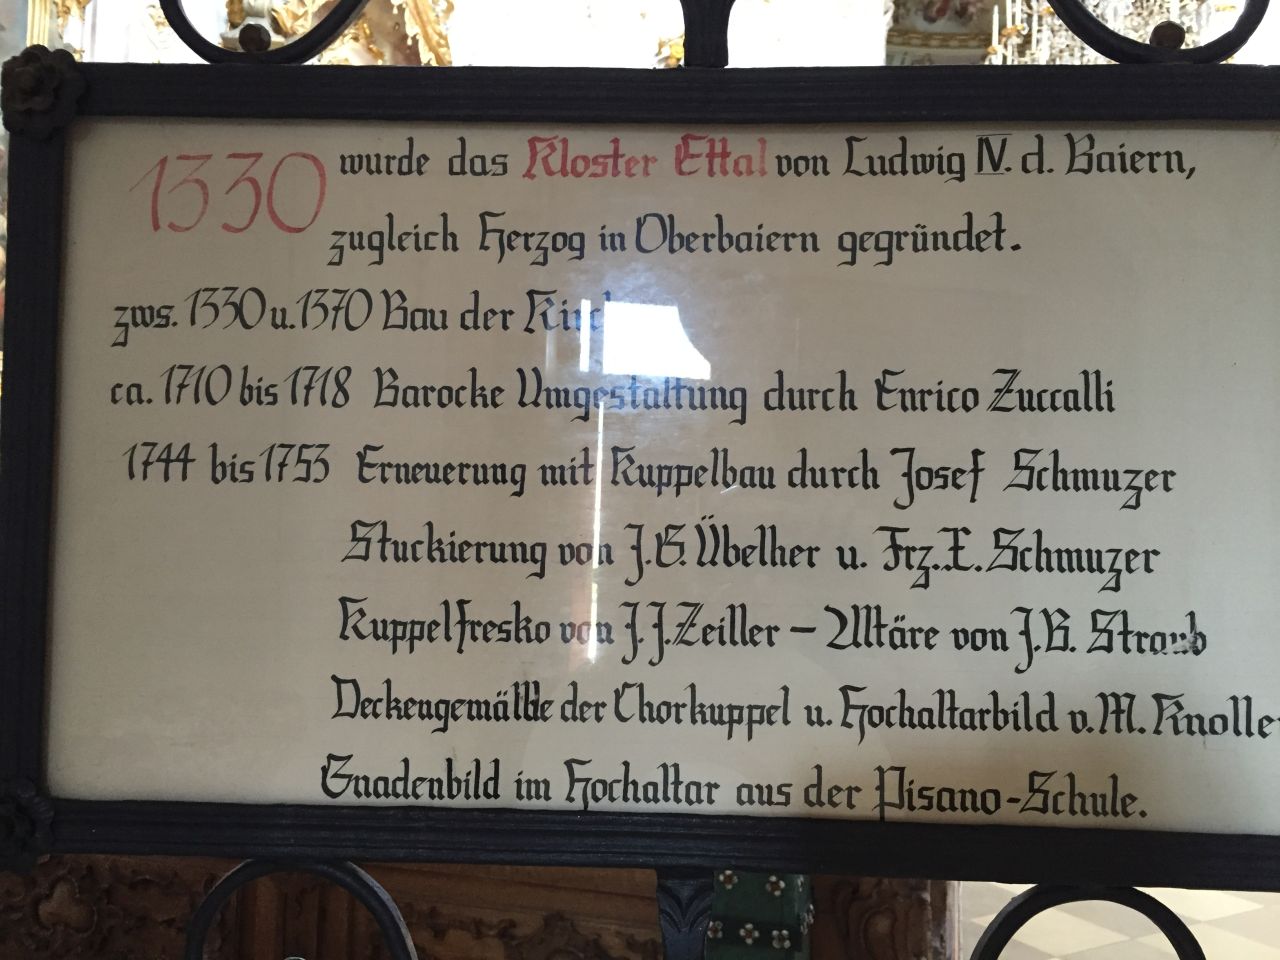 1330 wurde das Kloster Ettal von Ludwig IV. d. Baiern,
zugleich Herzog in Oberbaiern gegründet.
zws. 1330 u. 1370 Bau der
ca. 1710 bis 1718 Barocke Umgestaltung durch Enrico Zuccalli
1744 bis 1753 Erneuerung mit Kuppelbau durch Josef Schmuzer
Stuckierung von J.G. Übelher u. Frz. X. Schmuzer
Kuppelfresko von J.J. Zeiller – Altäre von J.B. Straub
Deckengemälde der Chorkuppel u. Hochaltarbild v. M. Knoller
Gnadenbild im Hochaltar aus der Pisano-Schule.